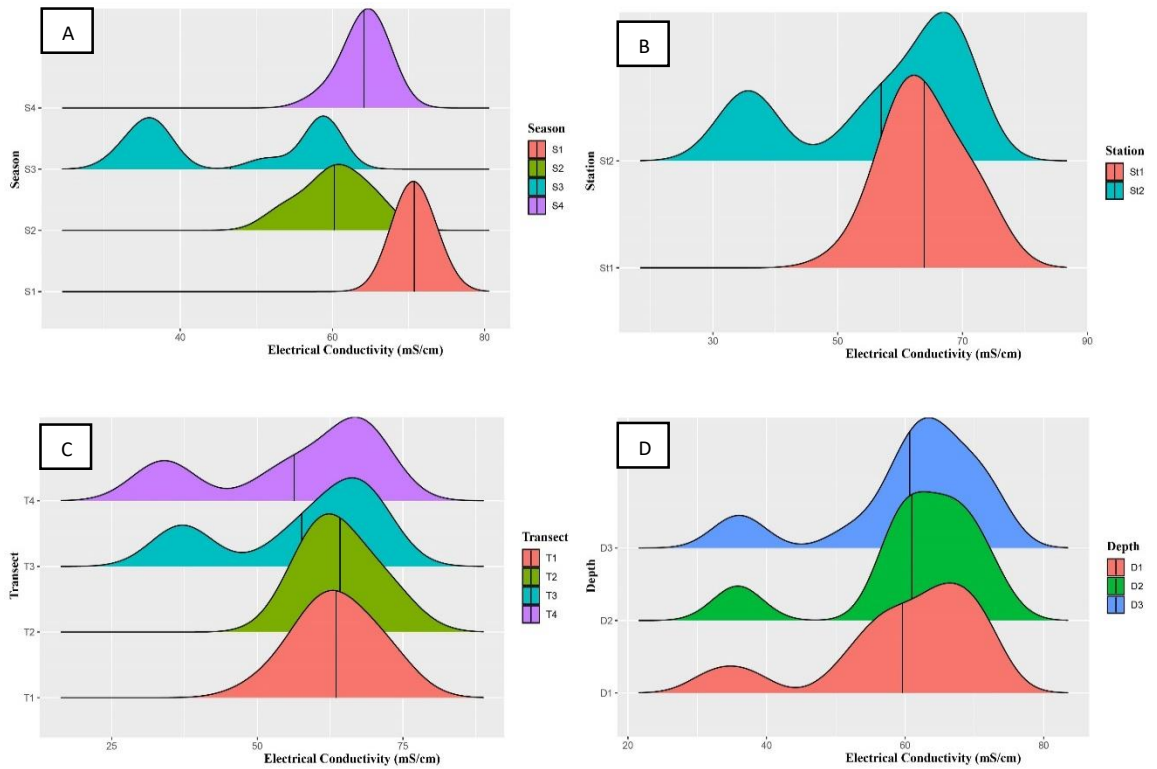 A
Season
S4
S3
S2
S1
40
60
80
Electrical Conductivity (mS/cm)
Season
S1
S2
S3
S4
B
Station
St2
St1
30
50
70
90
Electrical Conductivity (mS/cm)
Station
St1
St2
C
Transect
T4
T3
T2
T1
25
50
75
Electrical Conductivity (mS/cm)
Transect
T1
T2
T3
T4
D
Depth
D3
D2
D1
20
40
60
80
Electrical Conductivity (mS/cm)
Depth
D1
D2
D3